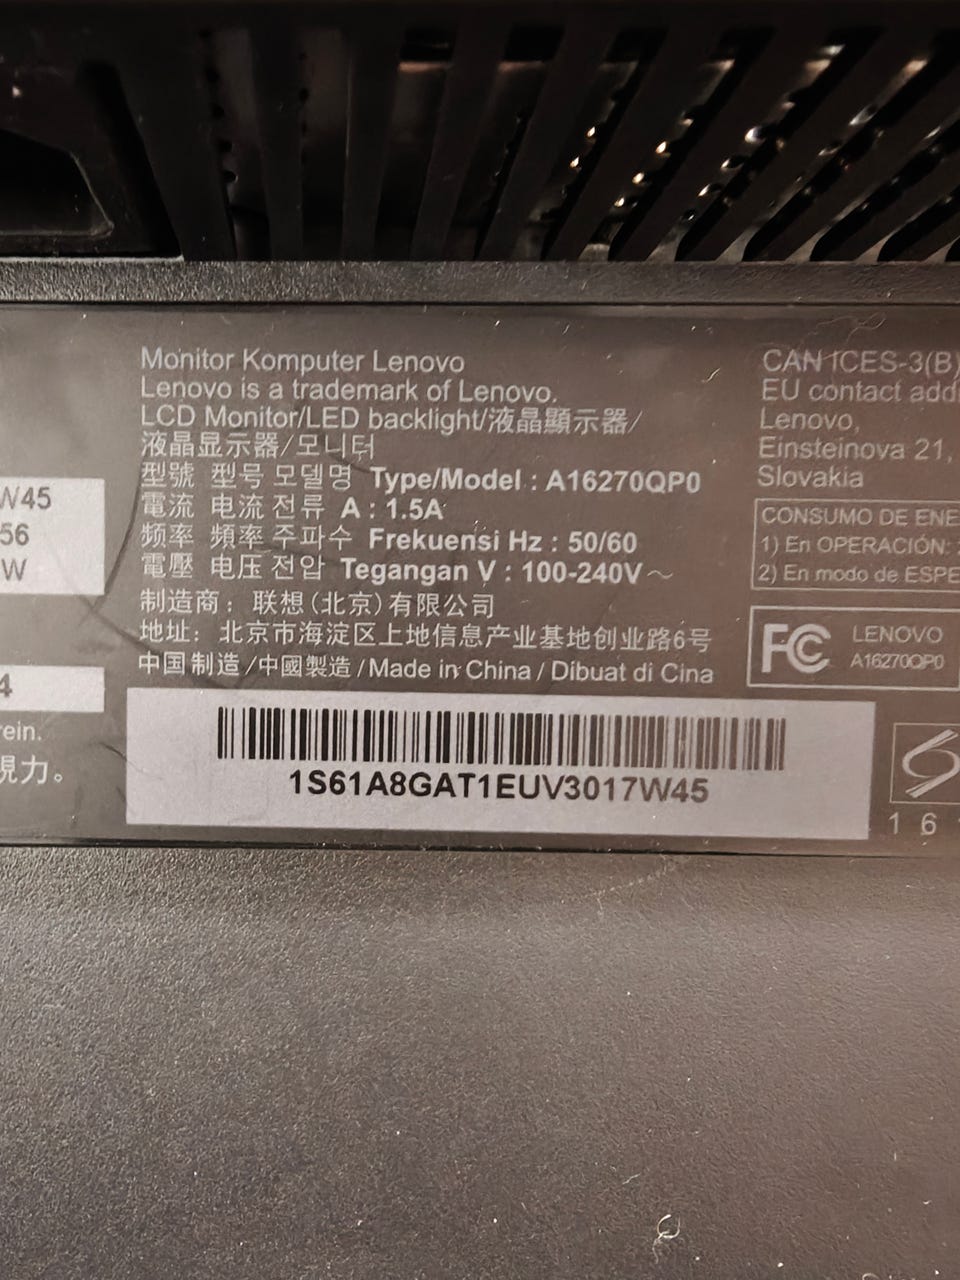 W45
56
W
4
rein.
視力。
Monitor Komputer Lenovo
Lenovo is a trademark of Lenovo.
LCD Monitor/LED backlight/液晶顯示器/
液晶显示器/모니터
型號 型号 모델명 Type/Model : A16270QP0
電流 电流 전류 A : 1.5A
频率 頻率 주파수 Frekuensi Hz : 50/60
電壓 电压 전압 Tegangan V : 100-240V～
制造商：联想(北京)有限公司
地址：北京市海淀区上地信息产业基地创业路6号
中国制造/中國製造/Made in China/Dibuat di Cina
1S61A8GAT1EUV3017W45
CAN ICES-3(B)
EU contact add
Lenovo,
Einsteinova 21,
Slovakia
CONSUMO DE ENE
1) En OPERACIÓN:
2) En modo de ESPE
FC LENOVO
A16270QP0
1 6